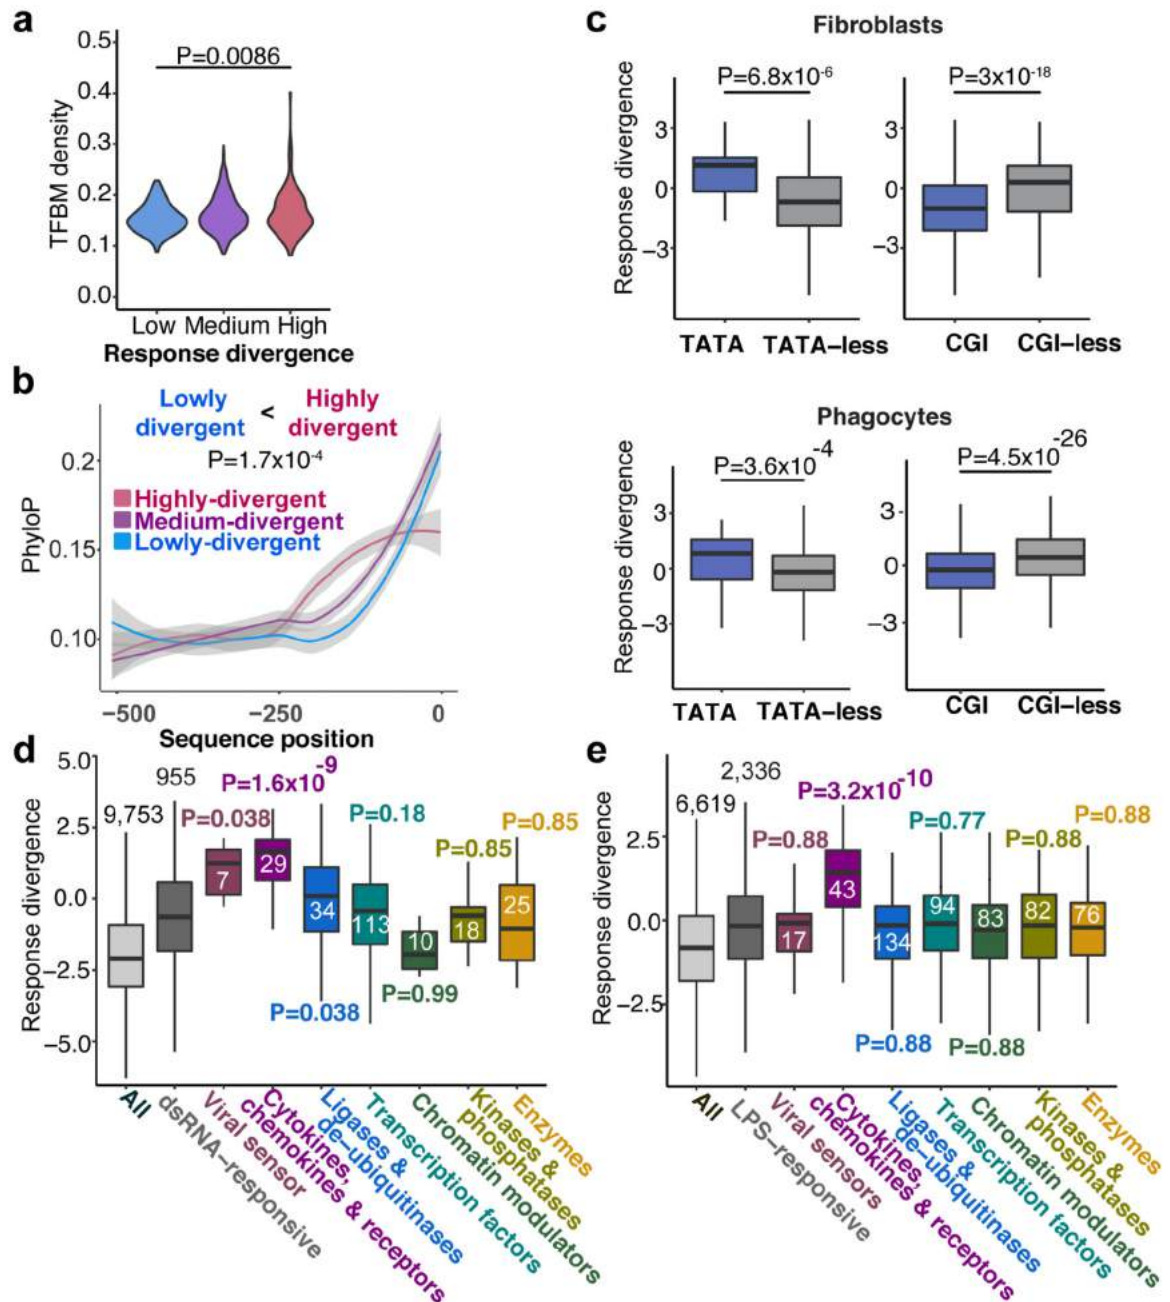 a
0.5
0.4
0.3
0.2
0.1
0.0
TFBM density
P=0.0086
Low Medium High
Response divergence
b
Lowly divergent < Highly divergent
P=1.7x10-4
Highly-divergent
Medium-divergent
Lowly-divergent
PhyloP
0.2
0.15
0.10
−500 −250 0
Sequence position
c
Fibroblasts
Response divergence
3
0
−3
P=6.8x10-6
TATA TATA−less
3
0
−3
P=3x10-18
CGI CGI−less
Phagocytes
Response divergence
3
0
−3
P=3.6x10-4
TATA TATA−less
3
0
−3
P=4.5x10-26
CGI CGI−less
d
Response divergence
5.0
2.5
0.0
−2.5
−5.0
9,753
955
P=0.038
P=1.6x10-9
P=0.038
P=0.18
P=0.99
P=0.85
P=0.85
7
29
34
113
10
18
25
All
dsRNA−responsive
Viral sensor
Cytokines,
chemokines & receptors
Ligases &
de−ubiquitinases
Transcription factors
Chromatin modulators
Kinases &
phosphatases
Enzymes
e
Response divergence
2.5
0.0
−2.5
6,619
2,336
P=0.88
P=3.2x10-10
P=0.88
P=0.77
P=0.88
P=0.88
P=0.88
17
43
134
94
83
82
76
All
LPS−responsive
Viral sensors
Cytokines,
chemokines & receptors
Ligases &
de−ubiquitinases
Transcription factors
Chromatin modulators
Kinases &
phosphatases
Enzymes